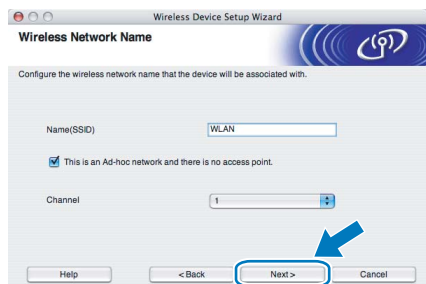 Wireless Device Setup Wizard
Wireless Network Name
Configure the wireless network name that the device will be associated with.
Name(SSID) WLAN
This is an Ad-hoc network and there is no access point.
Channel 1
Help < Back Next > Cancel